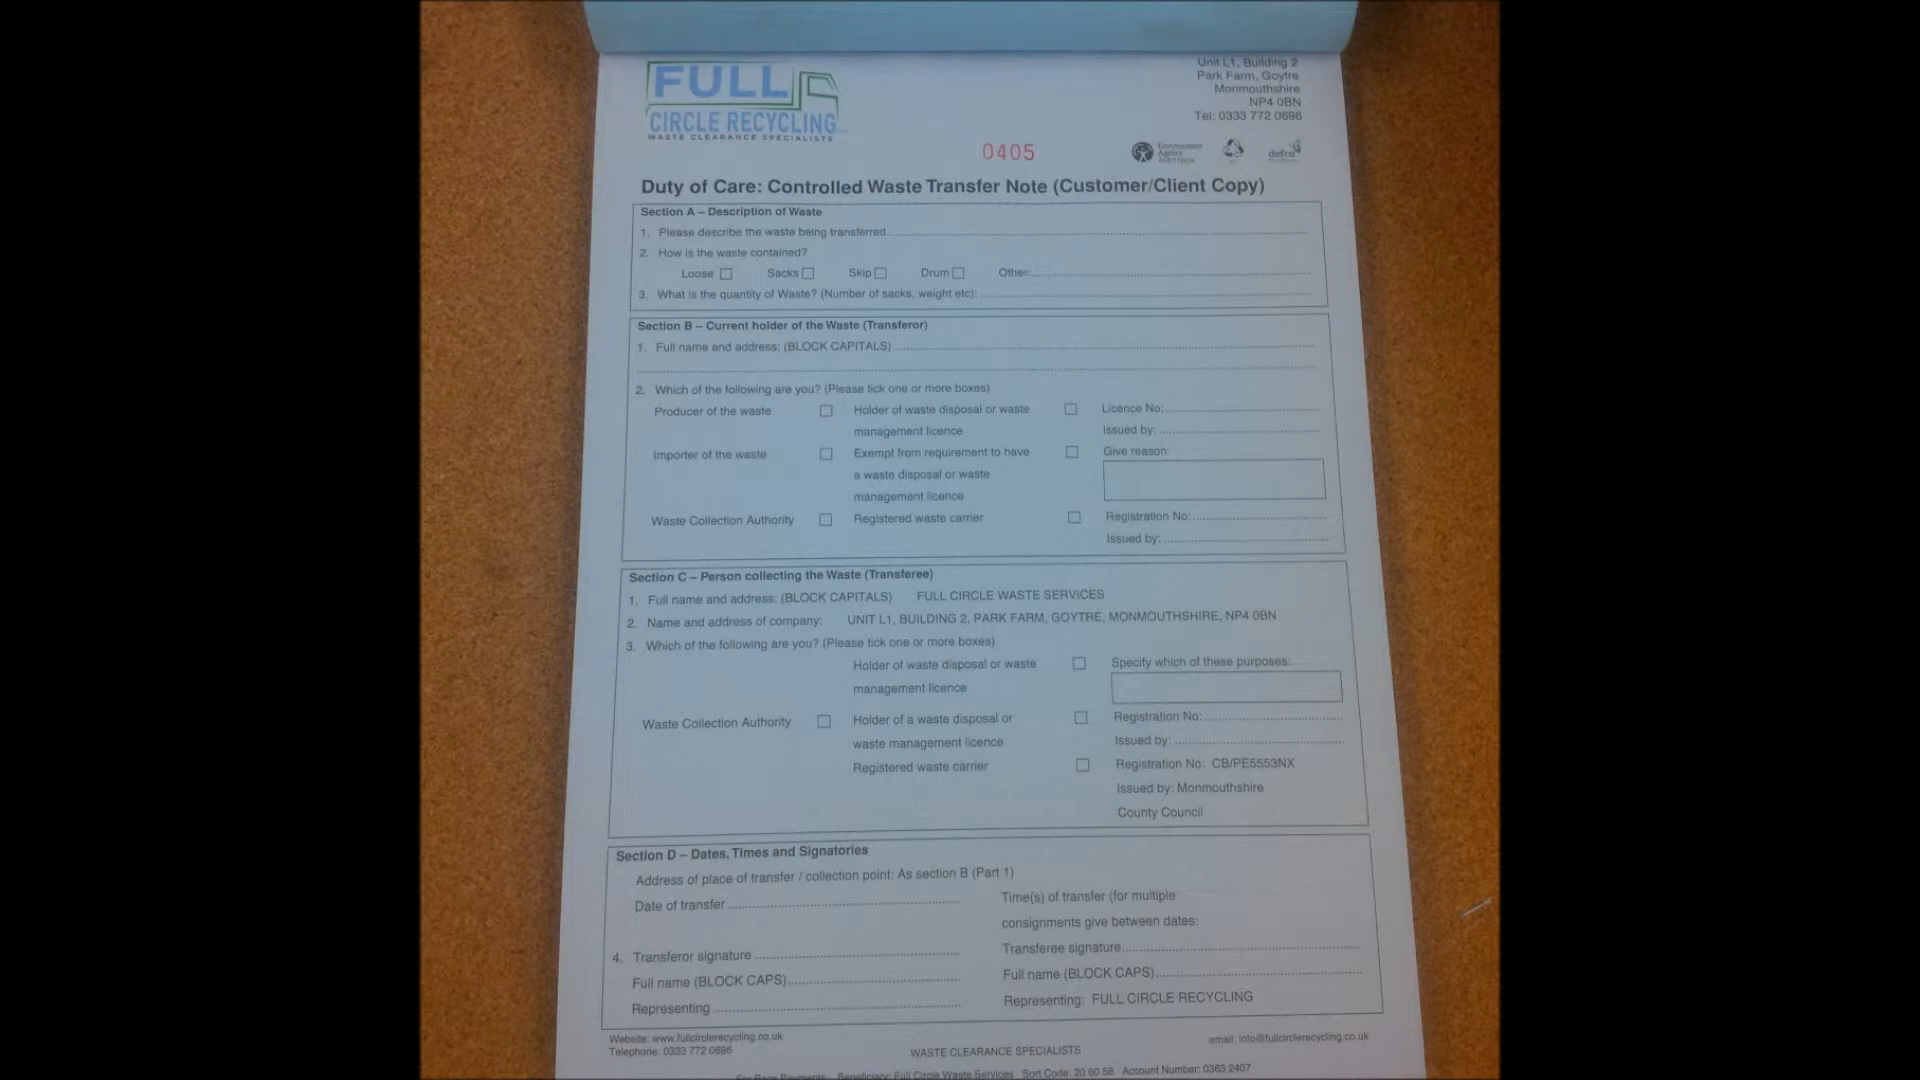 FULL
CIRCLE RECYCLING
WASTE CLEARANCE SPECIALISTS
Unit L1, Building 2
Park Farm, Goytre
Monmouthshire
NP4 0BN
Tel: 0333 772 0696
0405
defra
Duty of Care: Controlled Waste Transfer Note (Customer/Client Copy)
Section A – Description of Waste
1. Please describe the waste being transferred
2. How is the waste contained?
Loose Sacks Skip Drum Other:
3. What is the quantity of Waste? (Number of sacks, weight etc):
Section B – Current holder of the Waste (Transferor)
1. Full name and address: (BLOCK CAPITALS)
2. Which of the following are you? (Please tick one or more boxes)
Producer of the waste Holder of waste disposal or waste Licence No:
management licence Issued by:
Importer of the waste Exempt from requirement to have Give reason:
a waste disposal or waste
management licence
Waste Collection Authority Registered waste carrier Registration No:
Issued by:
Section C – Person collecting the Waste (Transferee)
1. Full name and address: (BLOCK CAPITALS) FULL CIRCLE WASTE SERVICES
2. Name and address of company: UNIT L1, BUILDING 2, PARK FARM, GOYTRE, MONMOUTHSHIRE, NP4 0BN
3. Which of the following are you? (Please tick one or more boxes)
Holder of waste disposal or waste Specify which of these purposes:
management licence
Waste Collection Authority Holder of a waste disposal or Registration No:
waste management licence Issued by:
Registered waste carrier Registration No: CB/PE5553NX
Issued by: Monmouthshire
County Council
Section D – Dates, Times and Signatories
Address of place of transfer / collection point: As section B (Part 1)
Date of transfer Time(s) of transfer (for multiple
consignments give between dates:
4. Transferor signature Transferee signature
Full name (BLOCK CAPS) Full name (BLOCK CAPS)
Representing Representing: FULL CIRCLE RECYCLING
Website: www.fullcirclerecycling.co.uk email: info@fullcirclerecycling.co.uk
Telephone: 0333 772 0696 WASTE CLEARANCE SPECIALISTS
For Bacs Payments Beneficiary: Full Circle Waste Services Sort Code: 20 60 58 Account Number: 0363 2407